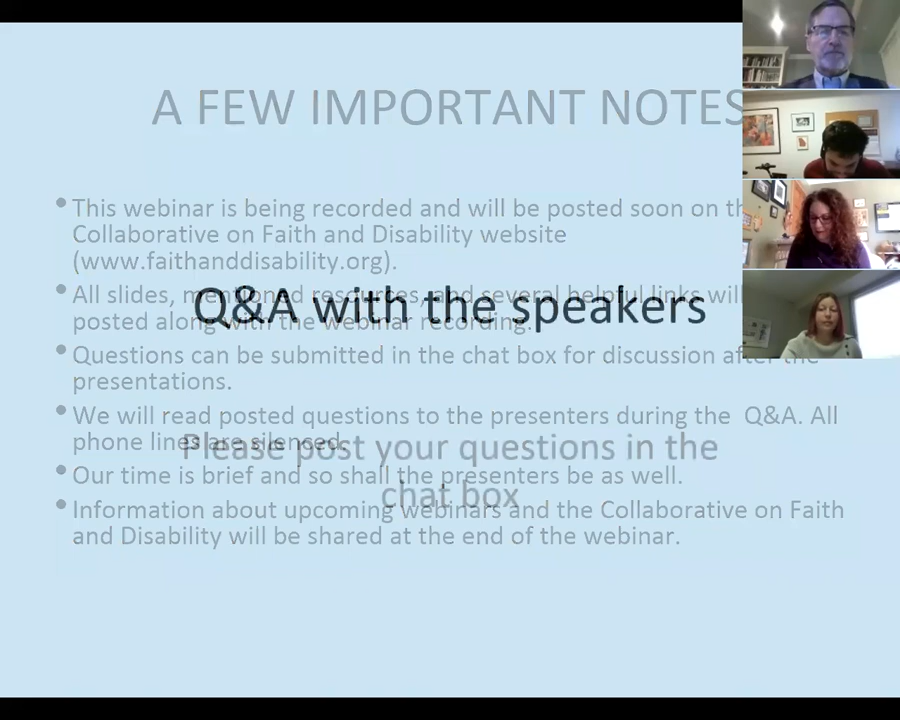 A FEW IMPORTANT NOTES
• This webinar is being recorded and will be posted soon on th
Collaborative on Faith and Disability website
(www.faithanddisability.org).
• All slides, mentioned resources, and several helpful links will
posted along with the webinar recording.
Q&A with the speakers
• Questions can be submitted in the chat box for discussion after the
presentations.
• We will read posted questions to the presenters during the Q&A. All
phone lines are silenced.
Please post your questions in the
chat box
• Our time is brief and so shall the presenters be as well.
• Information about upcoming webinars and the Collaborative on Faith
and Disability will be shared at the end of the webinar.